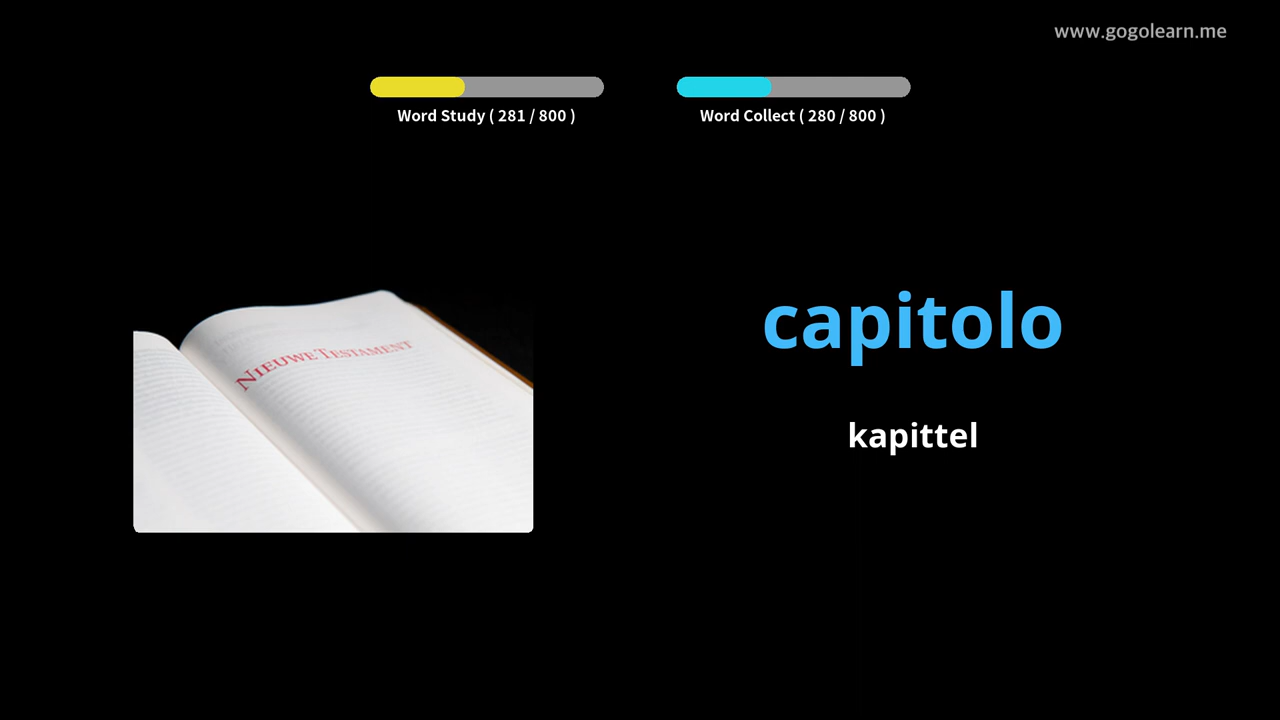 www.gogolearn.me
Word Study ( 281 / 800 )
Word Collect ( 280 / 800 )
NIEUWE TESTAMENT
capitolo
kapittel